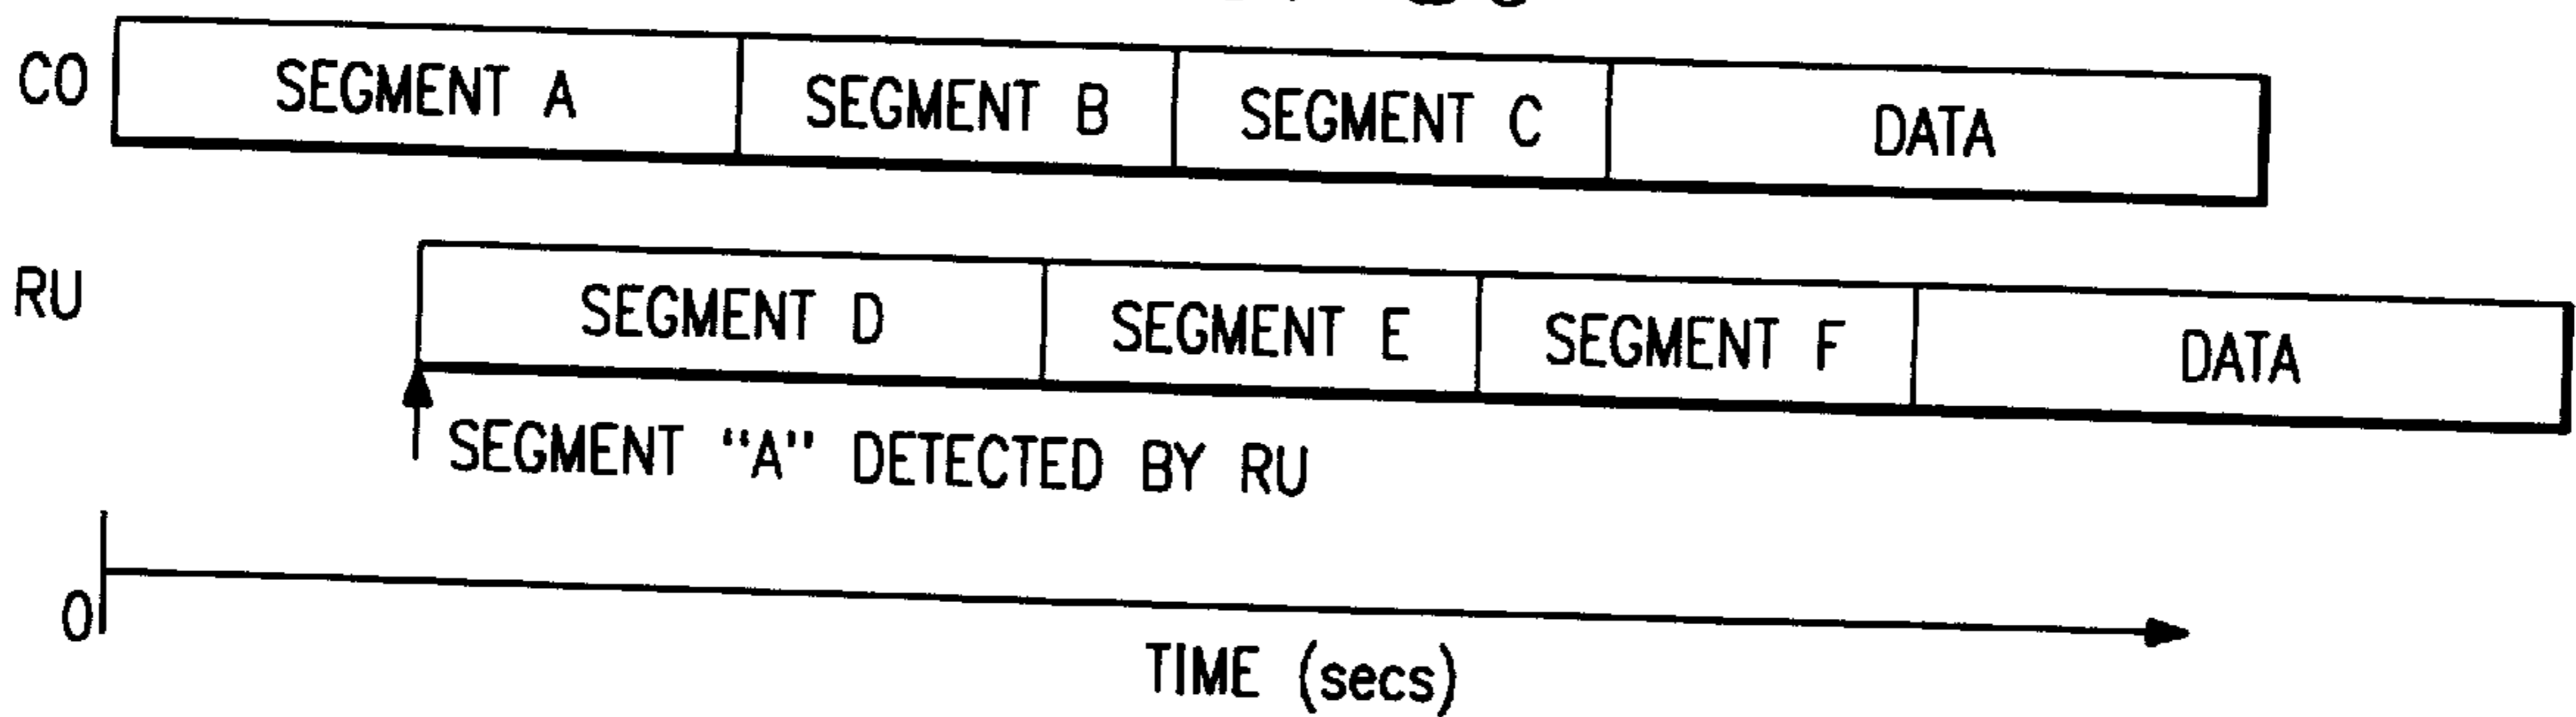 CO SEGMENT A SEGMENT B SEGMENT C DATA
RU SEGMENT D SEGMENT E SEGMENT F DATA
SEGMENT "A" DETECTED BY RU
0
TIME (secs)